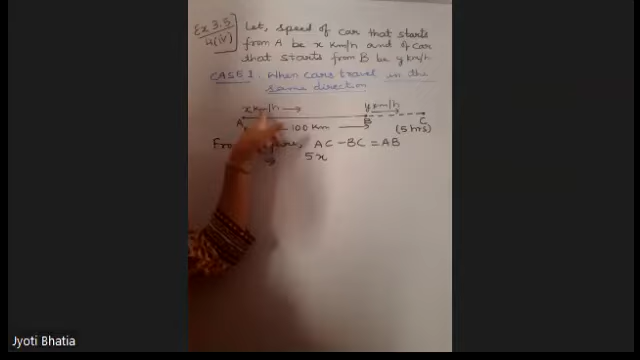 Ex 3.5
4(iv)
Let, speed of car that starts
from A be x km/h and of car
that starts from B be y km/h.
CASE 1: When cars travel in the
same direction
x km/h → y km/h
A B C
100 km → (5 hrs)
From , AC - BC = AB
⇒ 5x
Jyoti Bhatia